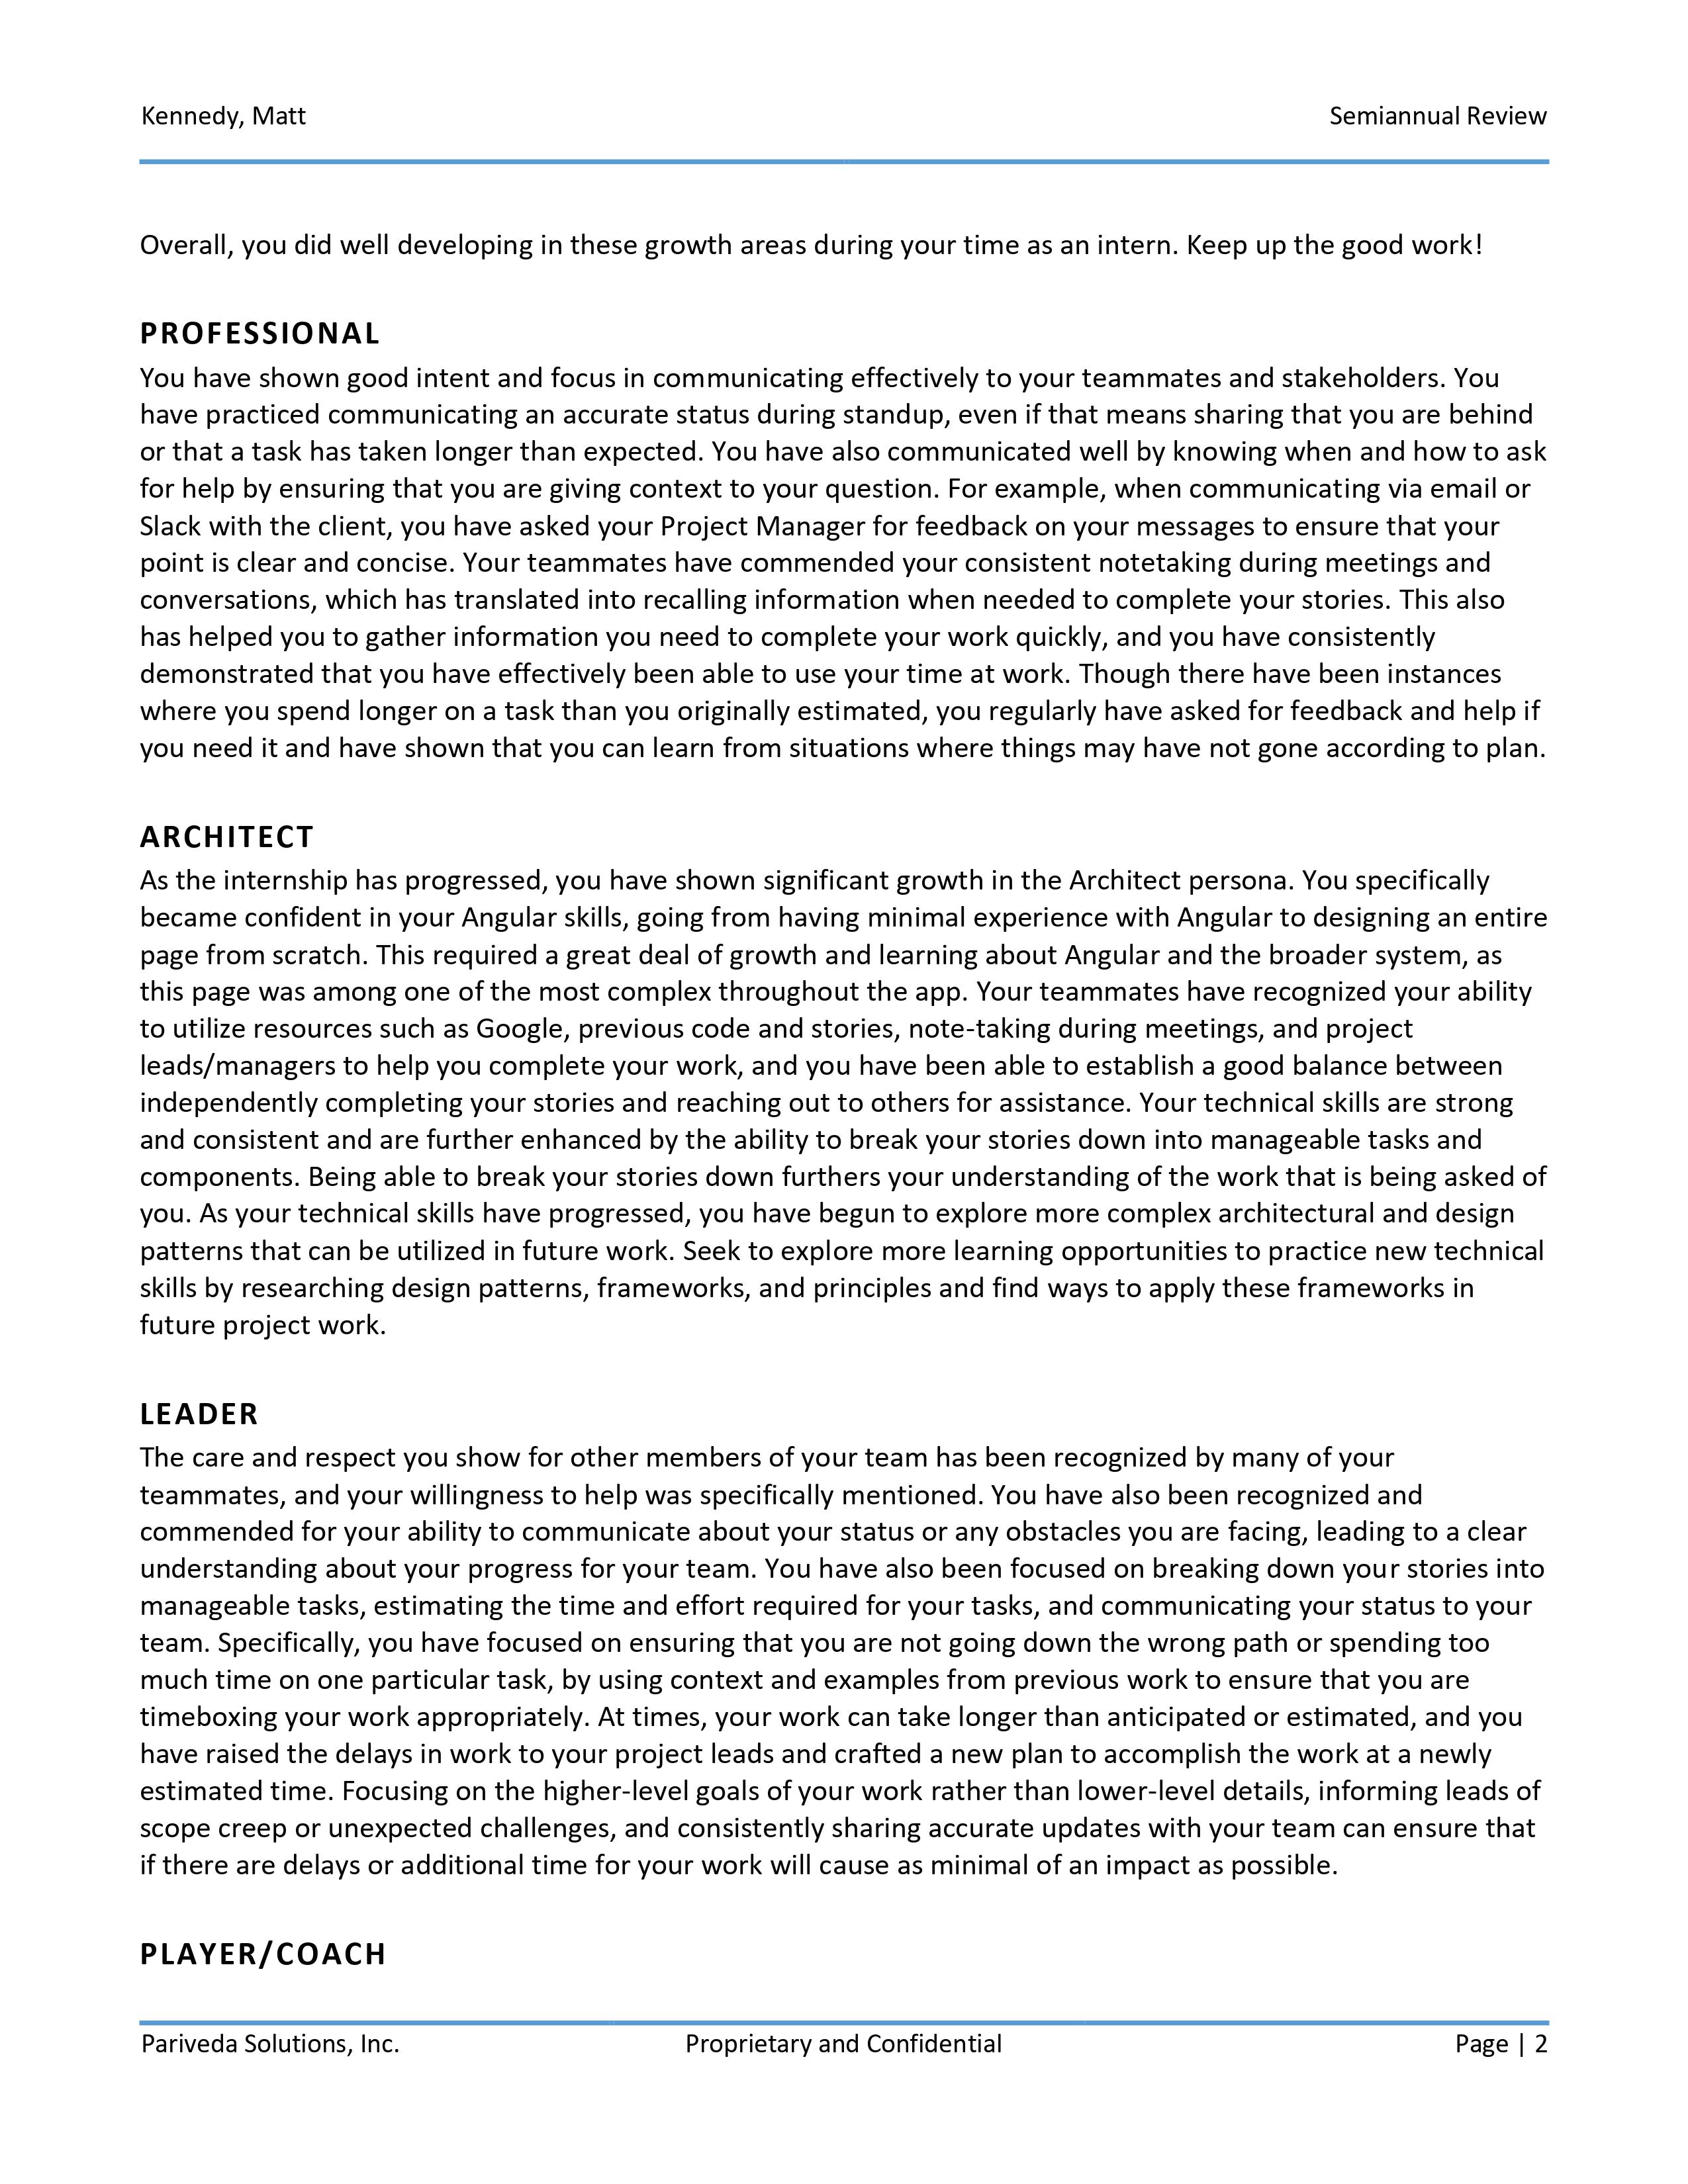 Kennedy, Matt
Semiannual Review
Overall, you did well developing in these growth areas during your time as an intern. Keep up the good work!
PROFESSIONAL
You have shown good intent and focus in communicating effectively to your teammates and stakeholders. You
have practiced communicating an accurate status during standup, even if that means sharing that you are behind
or that a task has taken longer than expected. You have also communicated well by knowing when and how to ask
for help by ensuring that you are giving context to your question. For example, when communicating via email or
Slack with the client, you have asked your Project Manager for feedback on your messages to ensure that your
point is clear and concise. Your teammates have commended your consistent notetaking during meetings and
conversations, which has translated into recalling information when needed to complete your stories. This also
has helped you to gather information you need to complete your work quickly, and you have consistently
demonstrated that you have effectively been able to use your time at work. Though there have been instances
where you spend longer on a task than you originally estimated, you regularly have asked for feedback and help if
you need it and have shown that you can learn from situations where things may have not gone according to plan.
ARCHITECT
As the internship has progressed, you have shown significant growth in the Architect persona. You specifically
became confident in your Angular skills, going from having minimal experience with Angular to designing an entire
page from scratch. This required a great deal of growth and learning about Angular and the broader system, as
this page was among one of the most complex throughout the app. Your teammates have recognized your ability
to utilize resources such as Google, previous code and stories, note-taking during meetings, and project
leads/managers to help you complete your work, and you have been able to establish a good balance between
independently completing your stories and reaching out to others for assistance. Your technical skills are strong
and consistent and are further enhanced by the ability to break your stories down into manageable tasks and
components. Being able to break your stories down furthers your understanding of the work that is being asked of
you. As your technical skills have progressed, you have begun to explore more complex architectural and design
patterns that can be utilized in future work. Seek to explore more learning opportunities to practice new technical
skills by researching design patterns, frameworks, and principles and find ways to apply these frameworks in
future project work.
LEADER
The care and respect you show for other members of your team has been recognized by many of your
teammates, and your willingness to help was specifically mentioned. You have also been recognized and
commended for your ability to communicate about your status or any obstacles you are facing, leading to a clear
understanding about your progress for your team. You have also been focused on breaking down your stories into
manageable tasks, estimating the time and effort required for your tasks, and communicating your status to your
team. Specifically, you have focused on ensuring that you are not going down the wrong path or spending too
much time on one particular task, by using context and examples from previous work to ensure that you are
timeboxing your work appropriately. At times, your work can take longer than anticipated or estimated, and you
have raised the delays in work to your project leads and crafted a new plan to accomplish the work at a newly
estimated time. Focusing on the higher-level goals of your work rather than lower-level details, informing leads of
scope creep or unexpected challenges, and consistently sharing accurate updates with your team can ensure that
if there are delays or additional time for your work will cause as minimal of an impact as possible.
PLAYER/COACH
Pariveda Solutions, Inc.
Proprietary and Confidential
Page | 2